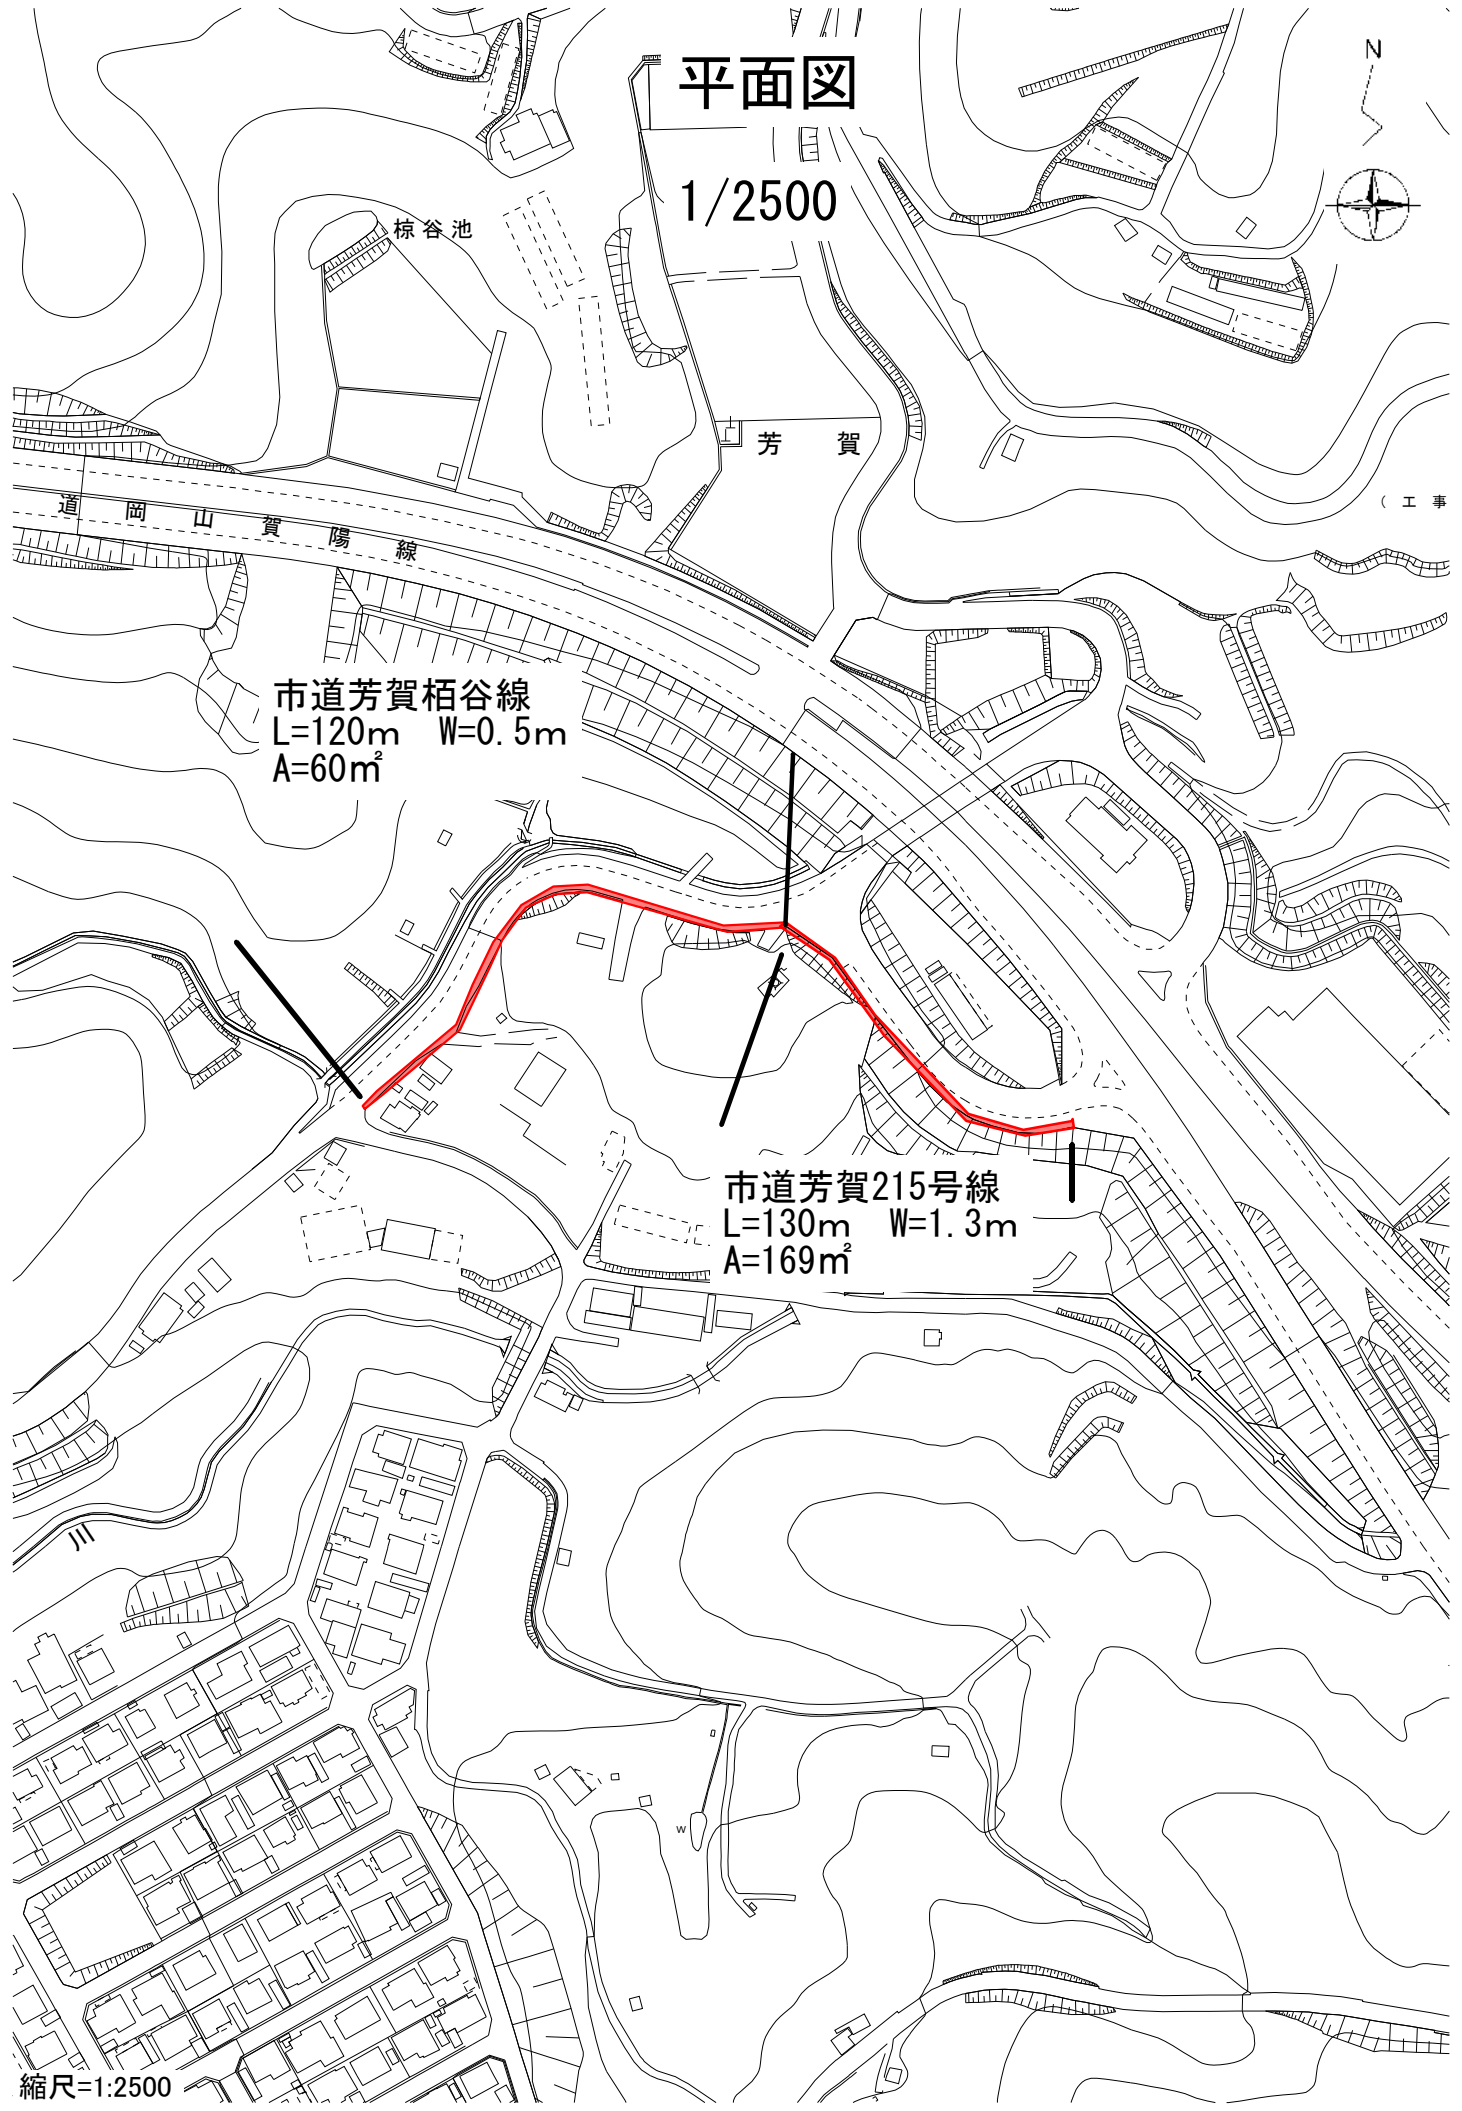 平面図
N
1/2500
椋谷池
芳賀
(工事
道岡山賀陽線
市道芳賀栢谷線
L=120m W=0.5m
A=60㎡
市道芳賀215号線
L=130m W=1.3m
A=169㎡
川
W
縮尺=1:2500